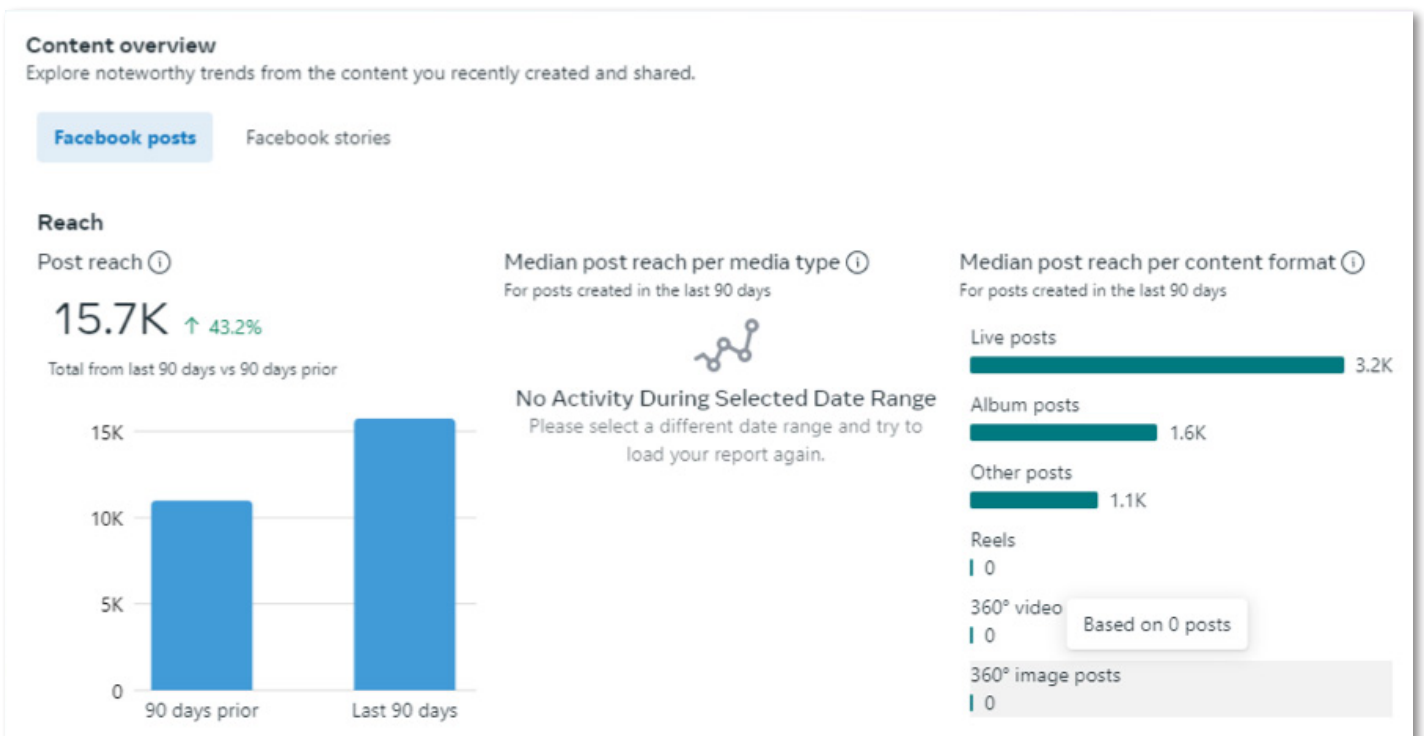 Content overview
Explore noteworthy trends from the content you recently created and shared.
Facebook posts
Facebook stories
Reach
Post reach
15.7K ↑ 43.2%
Total from last 90 days vs 90 days prior
15K
10K
5K
0
90 days prior
Last 90 days
Median post reach per media type
For posts created in the last 90 days
No Activity During Selected Date Range
Please select a different date range and try to
load your report again.
Median post reach per content format
For posts created in the last 90 days
Live posts
3.2K
Album posts
1.6K
Other posts
1.1K
Reels
0
360° video
0
Based on 0 posts
360° image posts
0